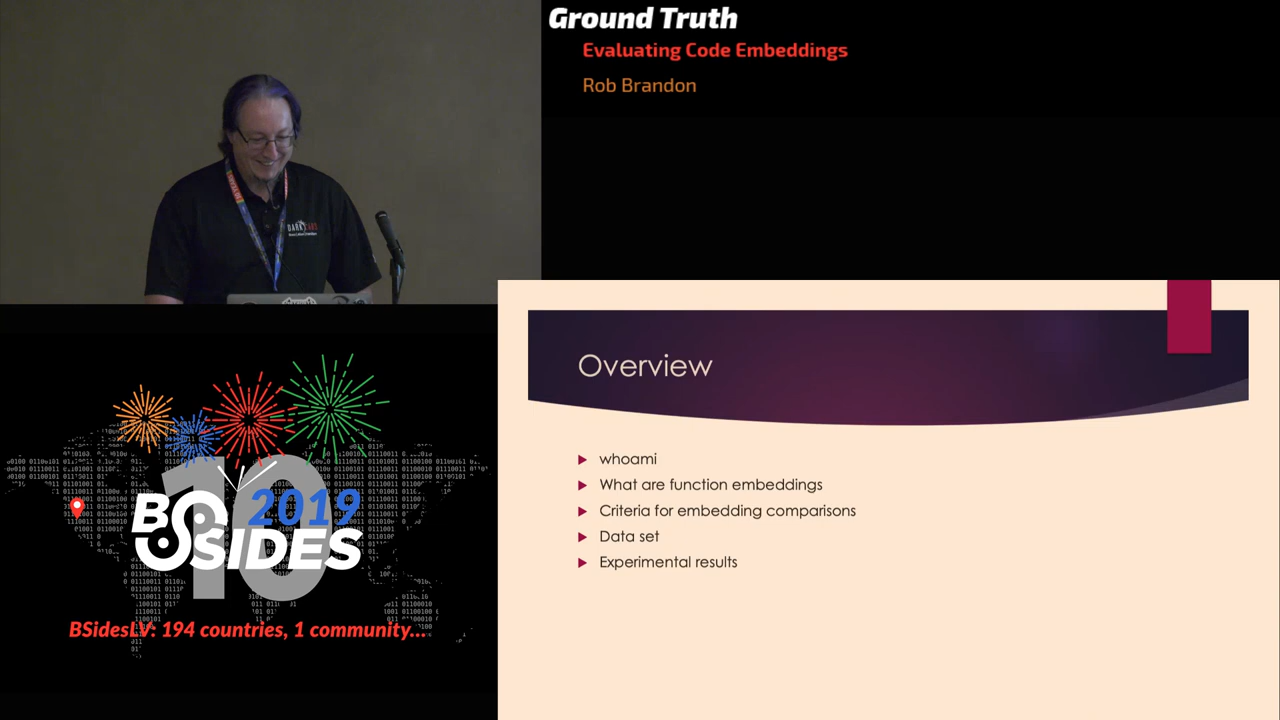 Ground Truth
Evaluating Code Embeddings
Rob Brandon
Overview
whoami
What are function embeddings
Criteria for embedding comparisons
Data set
Experimental results
10
BSIDES
2019
BSidesLV: 194 countries, 1 community...